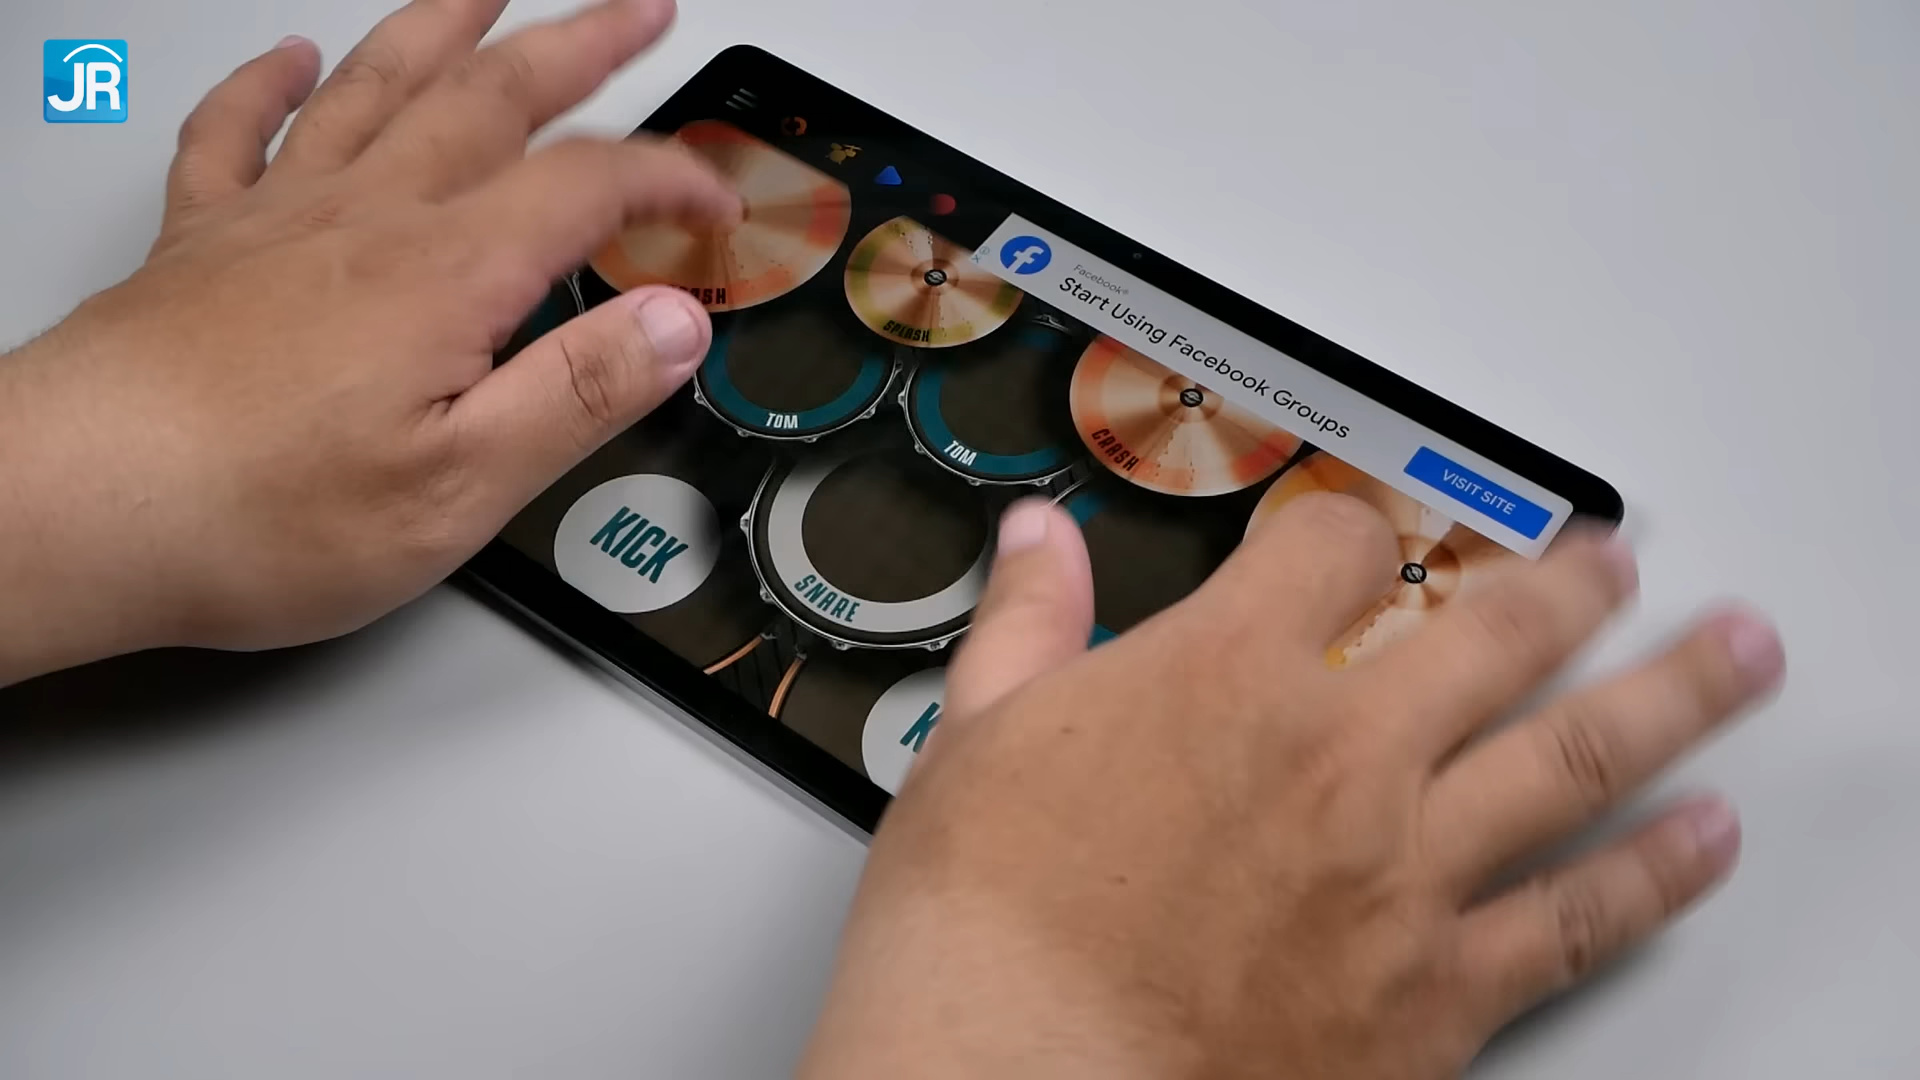 JR
Facebook®
Start Using Facebook Groups
VISIT SITE
SPLASH
CRASH
TOM
TOM
KICK
SNARE